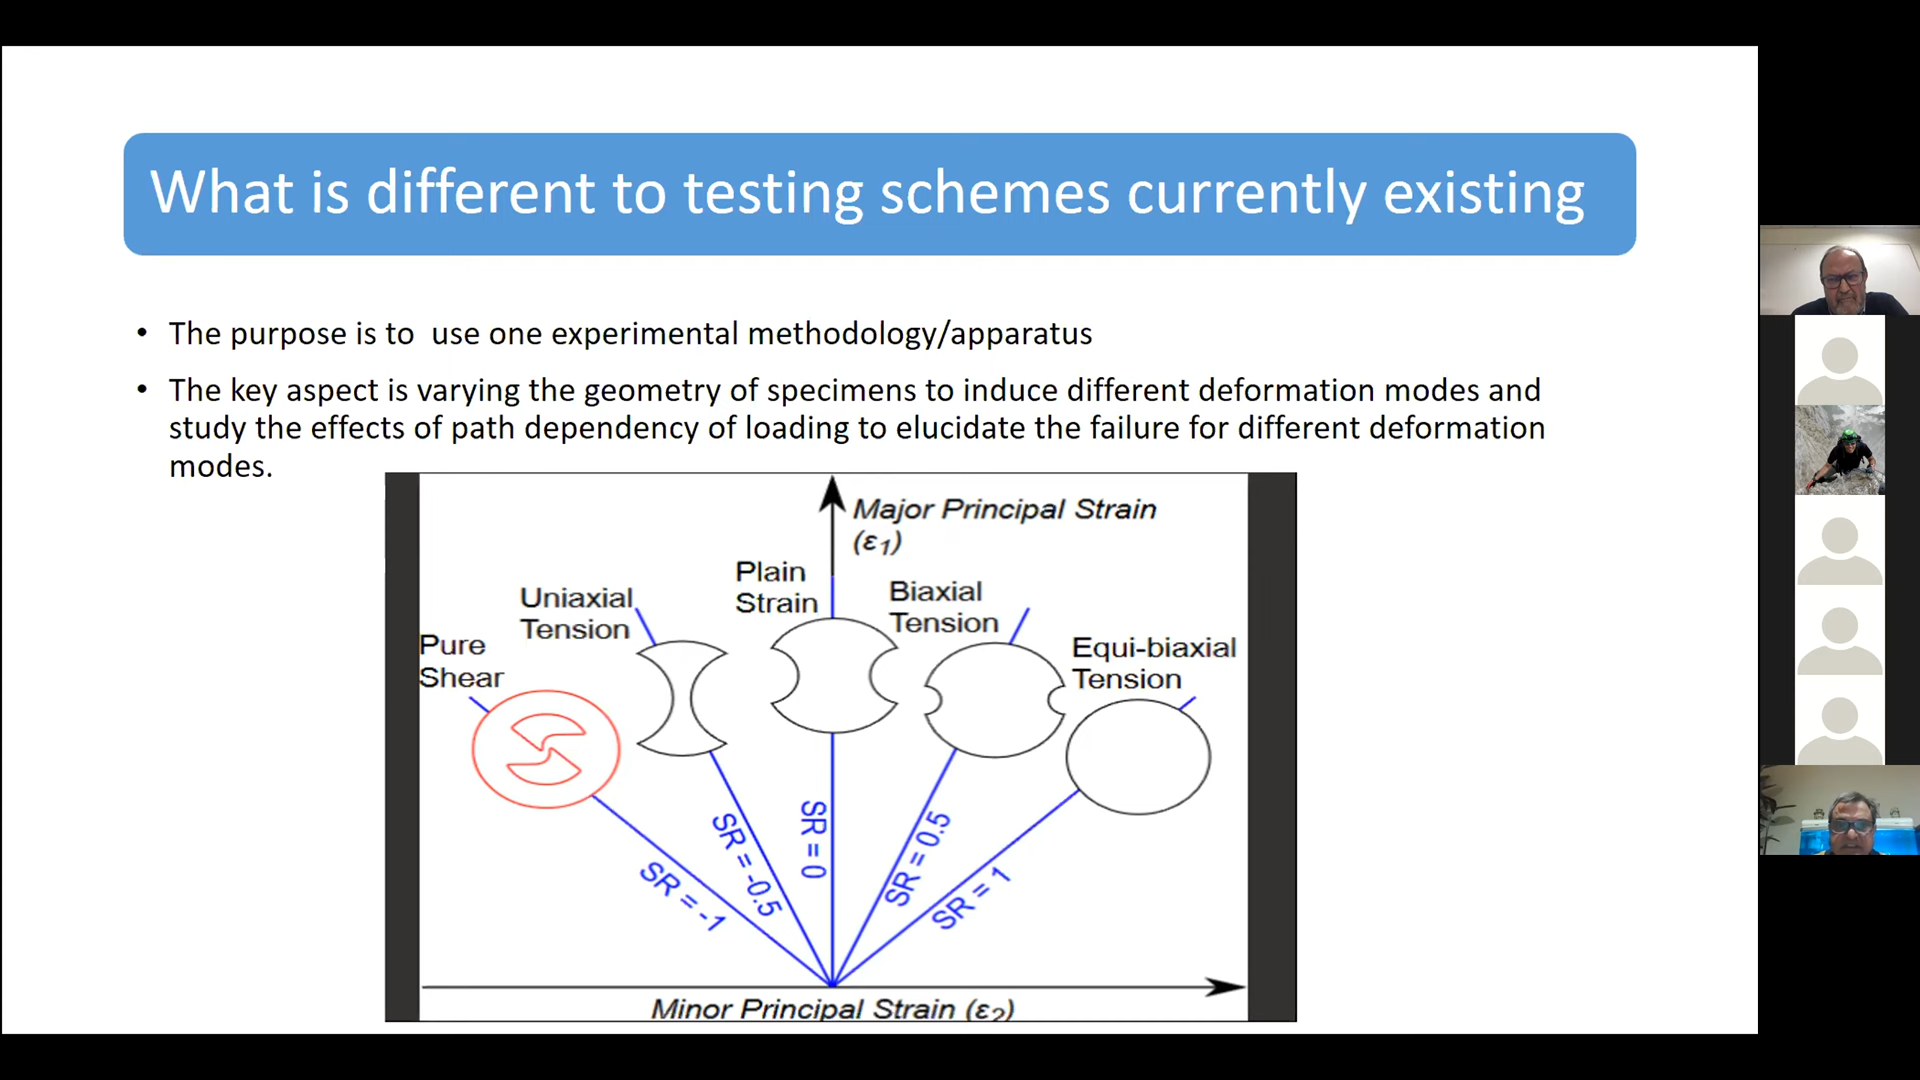 What is different to testing schemes currently existing
• The purpose is to  use one experimental methodology/apparatus
• The key aspect is varying the geometry of specimens to induce different deformation modes and
study the effects of path dependency of loading to elucidate the failure for different deformation
modes.
Major Principal Strain
(ε1)
Plain
Strain
Uniaxial
Tension
Biaxial
Tension
Pure
Shear
Equi-biaxial
Tension
SR = -1
SR = -0.5
SR = 0
SR = 0.5
SR = 1
Minor Principal Strain (ε2)